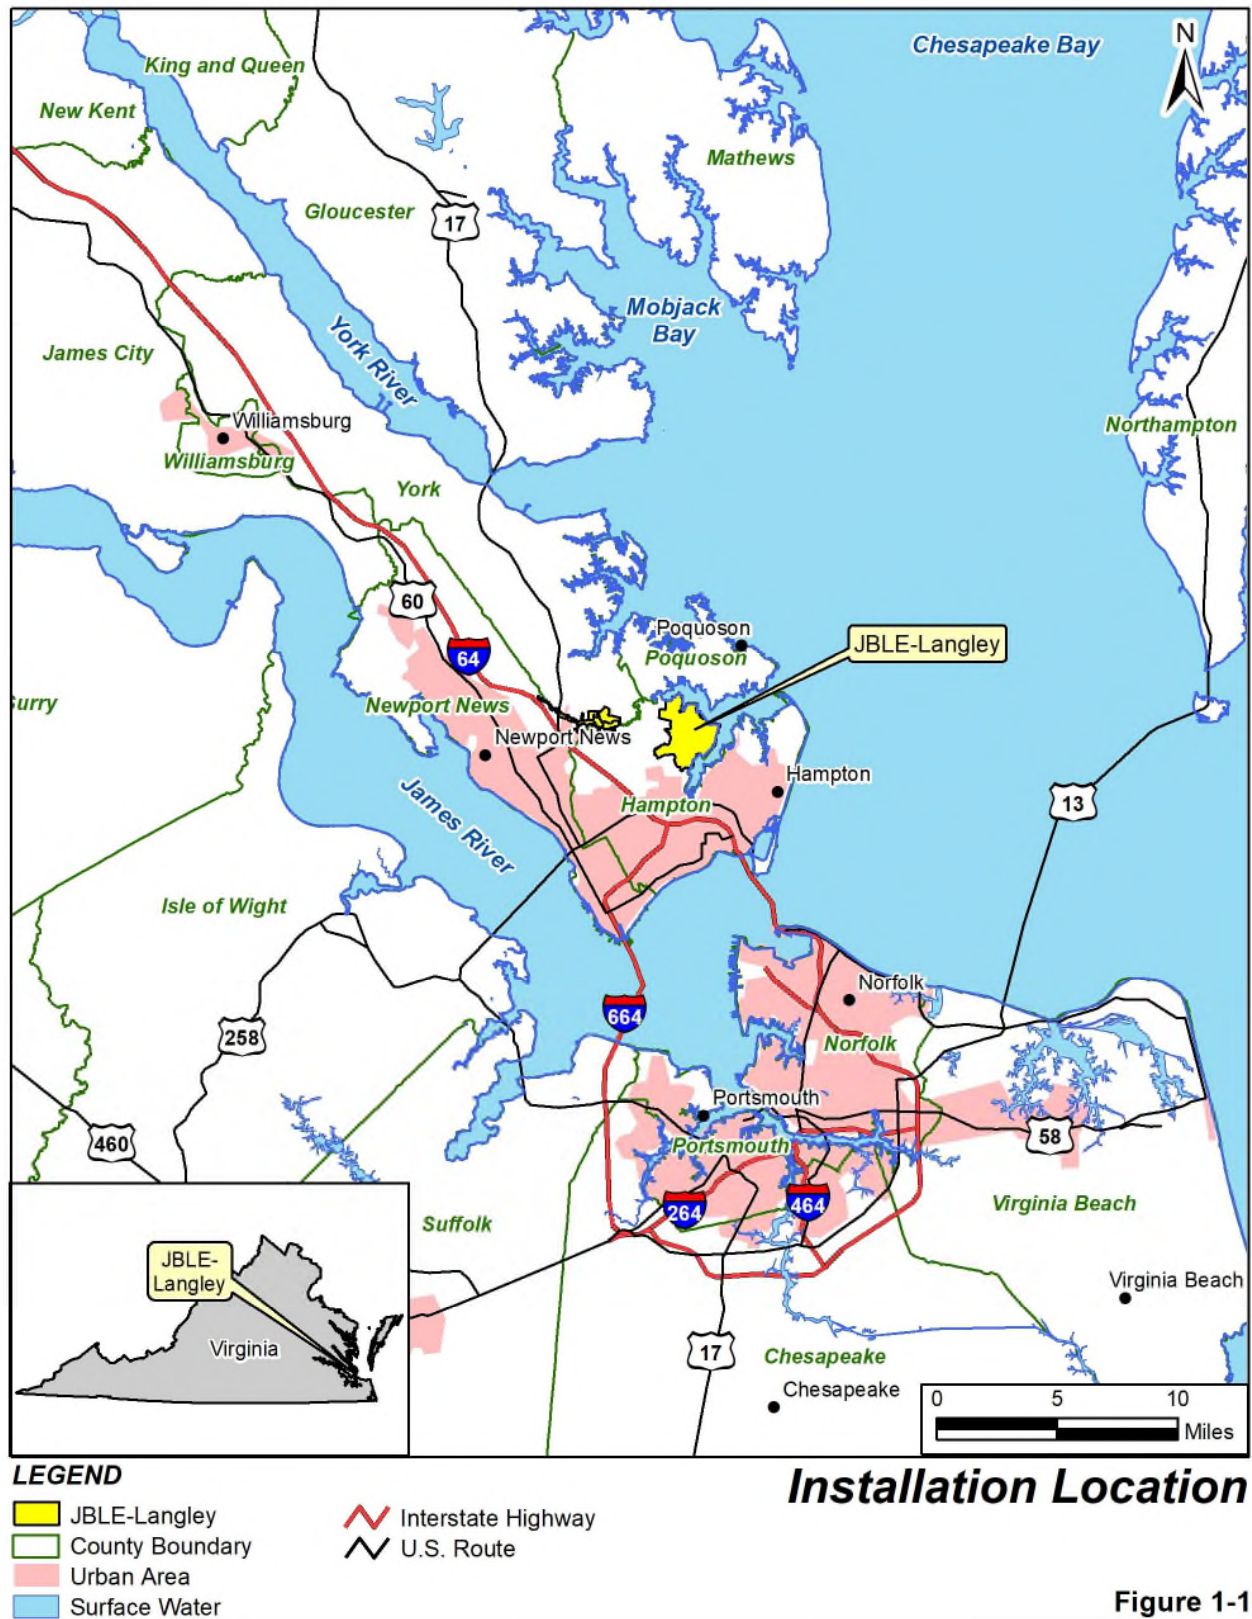 Chesapeake Bay
N
King and Queen
New Kent
Mathews
Gloucester
17
Mobjack
Bay
York River
James City
Williamsburg
Williamsburg
Northampton
York
60
64
Poquoson
Poquoson
JBLE-Langley
urry
Newport News
Newport News
Hampton
Hampton
James River
13
Isle of Wight
Norfolk
664
258
Norfolk
Portsmouth
460
58
Portsmouth
264
464
Virginia Beach
Suffolk
JBLE-
Langley
Virginia
Virginia Beach
17
Chesapeake
Chesapeake
0 5 10
Miles
LEGEND
Installation Location
JBLE-Langley
Interstate Highway
County Boundary
U.S. Route
Urban Area
Surface Water
Figure 1-1